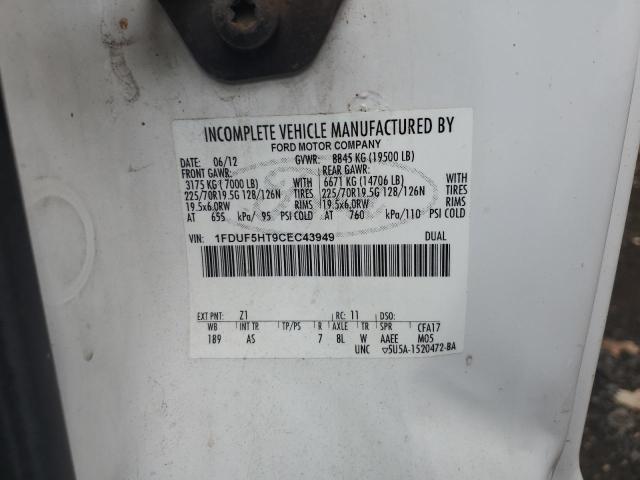 INCOMPLETE VEHICLE MANUFACTURED BY
FORD MOTOR COMPANY
DATE: 06/12 GVWR: 8845 KG (19500 LB)
FRONT GAWR: REAR GAWR:
3175 KG (7000 LB) WITH 6671 KG (14706 LB) WITH
225/70R19.5G 128/126N TIRES 225/70R19.5G 128/126N TIRES
19.5x6.0RW RIMS 19.5x6.0RW RIMS
AT 655 kPa/ 95 PSI COLD AT 760 kPa/110 PSI COLD
VIN: 1FDUF5HT9CEC43949 DUAL
EXT PNT: Z1 RC: 11 DSO:
WB INT TR TP/PS R AXLE TR SPR CFA17
189 AS 7 BL W AAEE M05
UNC ▽5U5A-1520472-BA